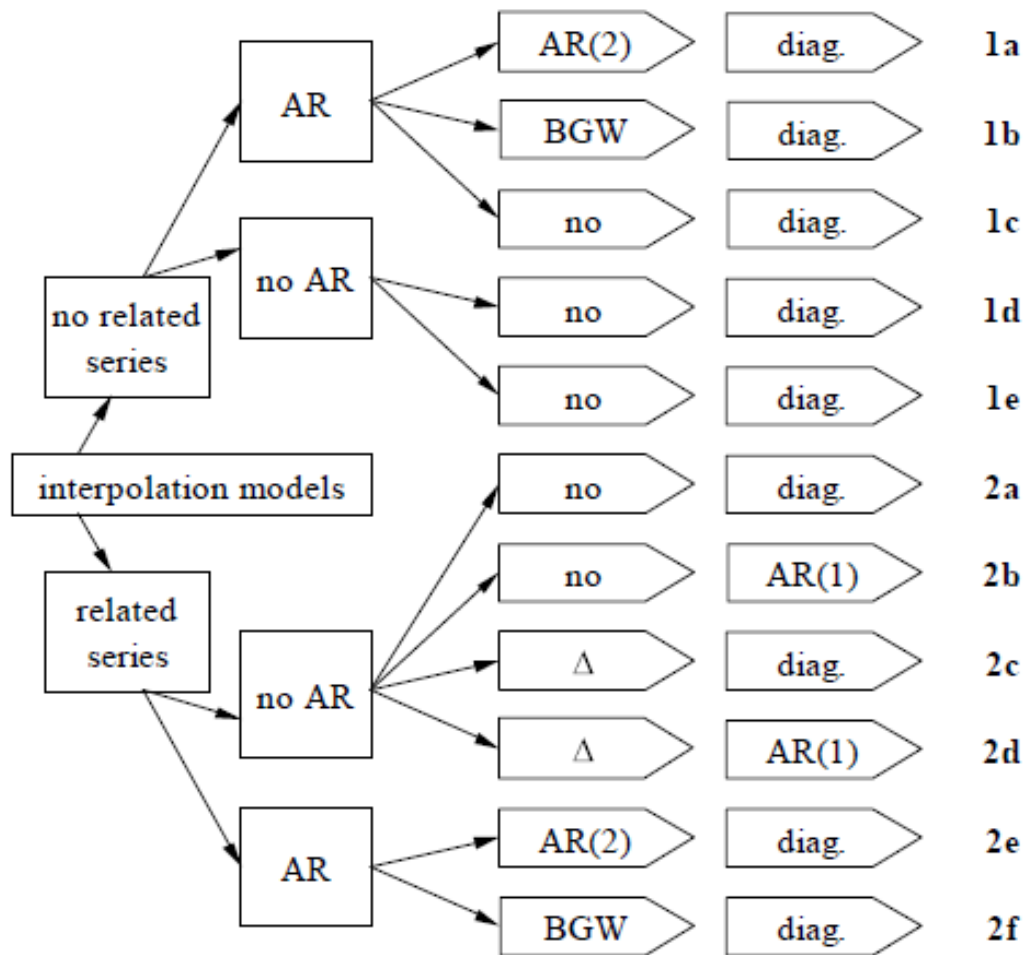 AR(2) diag. 1a
AR
BGW diag. 1b
no diag. 1c
no AR
no related
series
no diag. 1d
no diag. 1e
interpolation models
no diag. 2a
no AR(1) 2b
related
series
Δ diag. 2c
no AR
Δ AR(1) 2d
AR(2) diag. 2e
AR
BGW diag. 2f